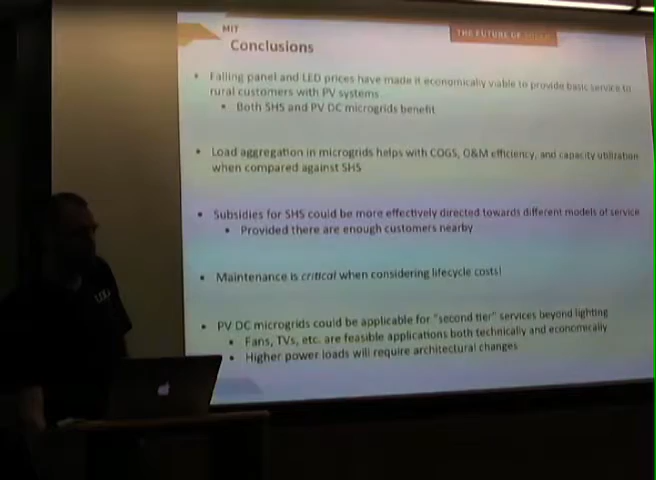 MIT
THE FUTURE OF
Conclusions
• Falling panel and LED prices have made it economically viable to provide basic service to
rural customers with PV systems
• Both SHS and PV DC microgrids benefit
• Load aggregation in microgrids helps with COGS, O&M efficiency, and capacity utilization
when compared against SHS
• Subsidies for SHS could be more effectively directed towards different models of service
• Provided there are enough customers nearby
• Maintenance is critical when considering lifecycle costs!
• PV DC microgrids could be applicable for "second tier" services beyond lighting
• Fans, TVs, etc. are feasible applications both technically and economically
• Higher power loads will require architectural changes